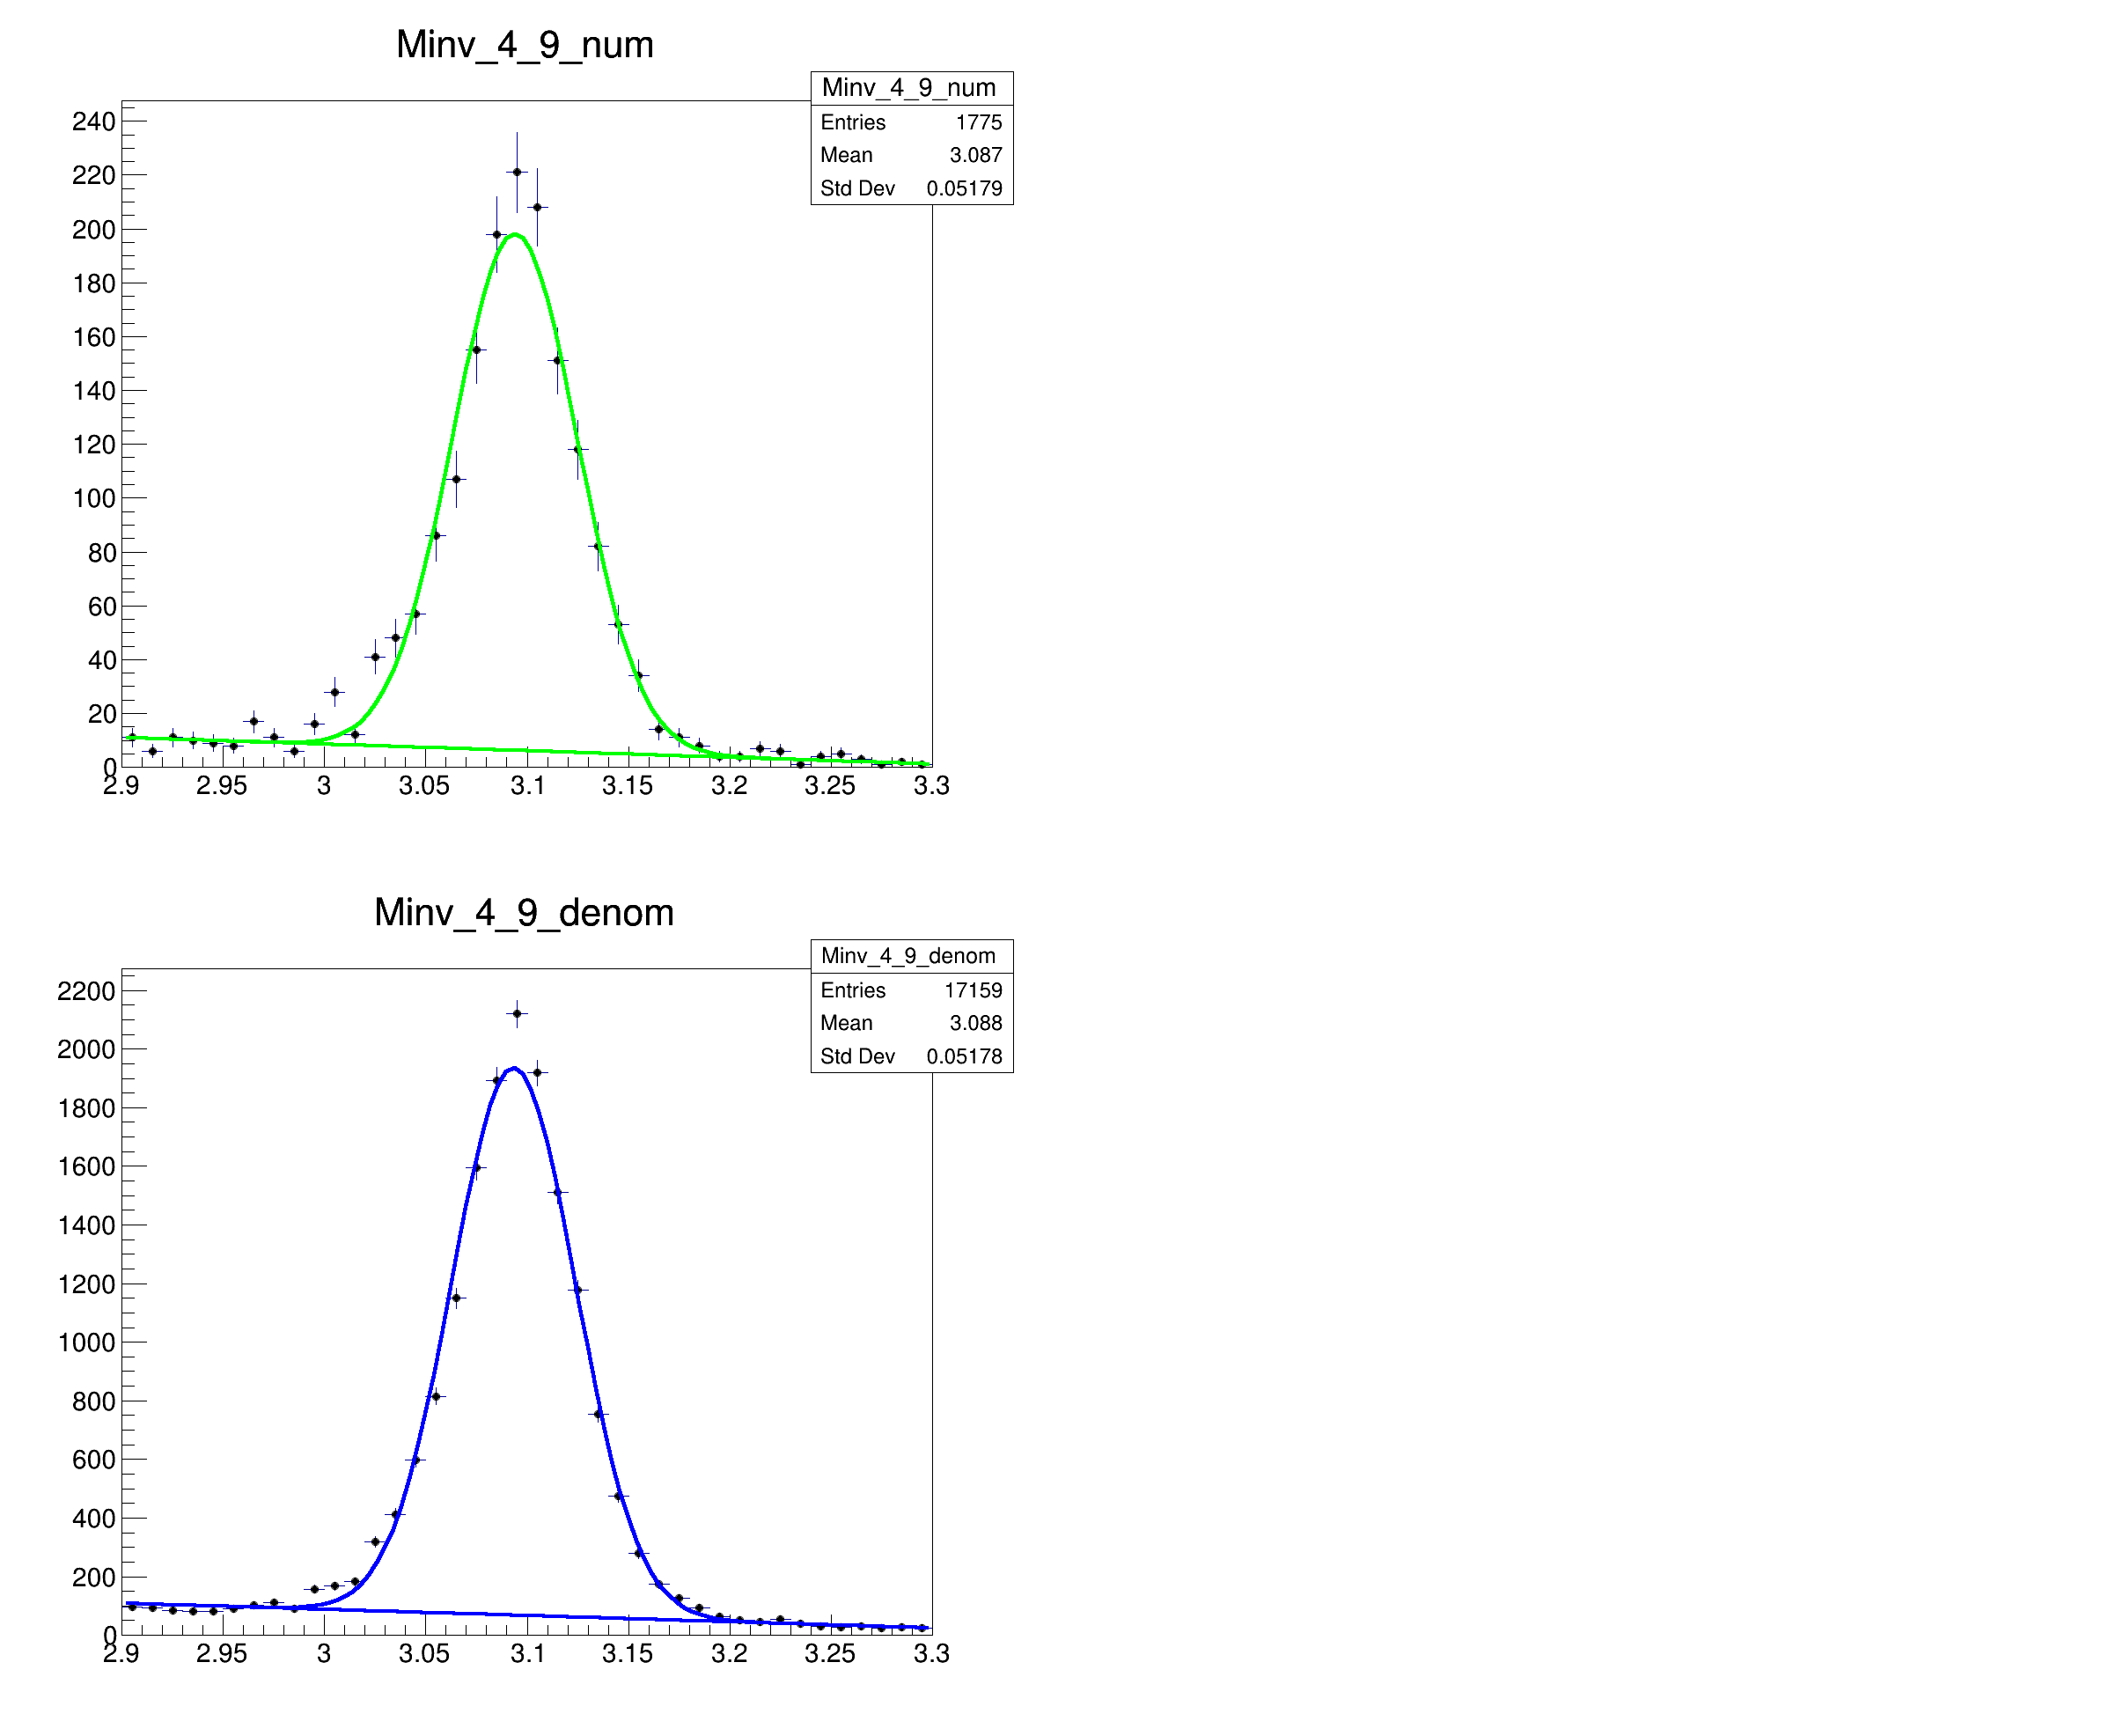 Minv_4_9_num
Minv_4_9_num
Entries 1775
Mean 3.087
Std Dev 0.05179
240
220
200
180
160
140
120
100
80
60
40
20
0
2.9 2.95 3 3.05 3.1 3.15 3.2 3.25 3.3
Minv_4_9_denom
Minv_4_9_denom
Entries 17159
Mean 3.088
Std Dev 0.05178
2200
2000
1800
1600
1400
1200
1000
800
600
400
200
0
2.9 2.95 3 3.05 3.1 3.15 3.2 3.25 3.3